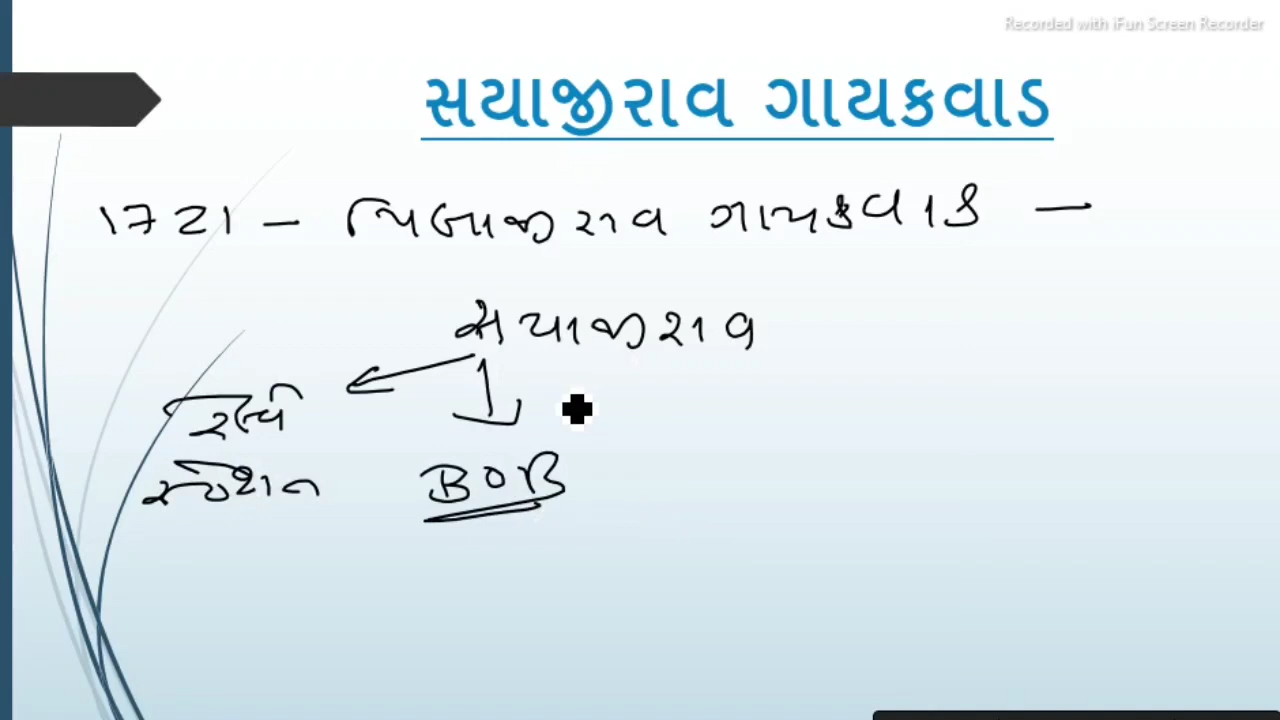 Recorded with iFun Screen Recorder
સયાજીરાવ ગાયકવાડ
1721 – પિલાજીરાવ ગાયકવાડ –
સયાજીરાવ
રેલ્વે
સ્ટેશન
BOB